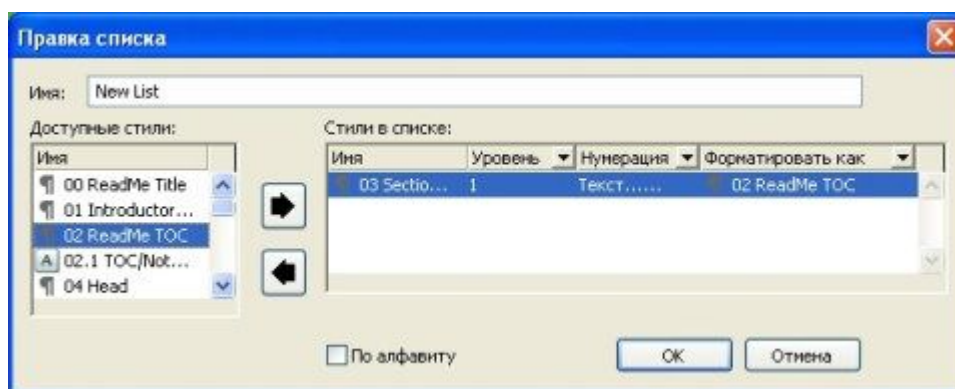 Правка списка
Имя: New List
Доступные стили:
Имя
00 ReadMe Title
01 Introductor...
02 ReadMe TOC
A 02.1 TOC/Not...
04 Head
Стили в списке:
Имя Уровень Нумерация Форматировать как
03 Sectio... 1 Текст...... 02 ReadMe TOC
По алфавиту
OK Отмена